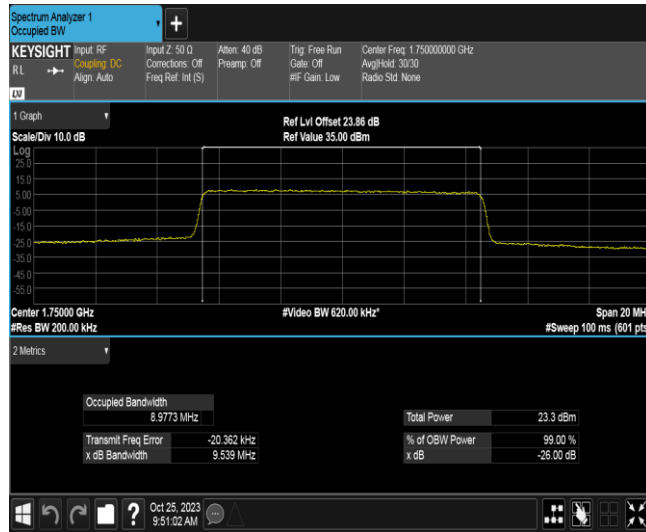 Spectrum Analyzer 1
Occupied BW
+
KEYSIGHT
RL
LXI
Input: RF
Coupling: DC
Align: Auto
Input Z: 50 Ω
Corrections: Off
Freq Ref: Int (S)
Atten: 40 dB
Preamp: Off
Trig: Free Run
Gate: Off
#IF Gain: Low
Center Freq: 1.750000000 GHz
Avg|Hold: 30/30
Radio Std: None
1 Graph
Scale/Div 10.0 dB
Ref Lvl Offset 23.86 dB
Ref Value 35.00 dBm
Log
25.0
15.0
5.00
-5.00
-15.0
-25.0
-35.0
-45.0
-55.0
Center 1.75000 GHz
#Video BW 620.00 kHz*
Span 20 MH
#Res BW 200.00 kHz
#Sweep 100 ms (601 pts
2 Metrics
Occupied Bandwidth
8.9773 MHz
Total Power 23.3 dBm
Transmit Freq Error -20.362 kHz
% of OBW Power 99.00 %
x dB Bandwidth 9.539 MHz
x dB -26.00 dB
?
Oct 25, 2023
9:51:02 AM